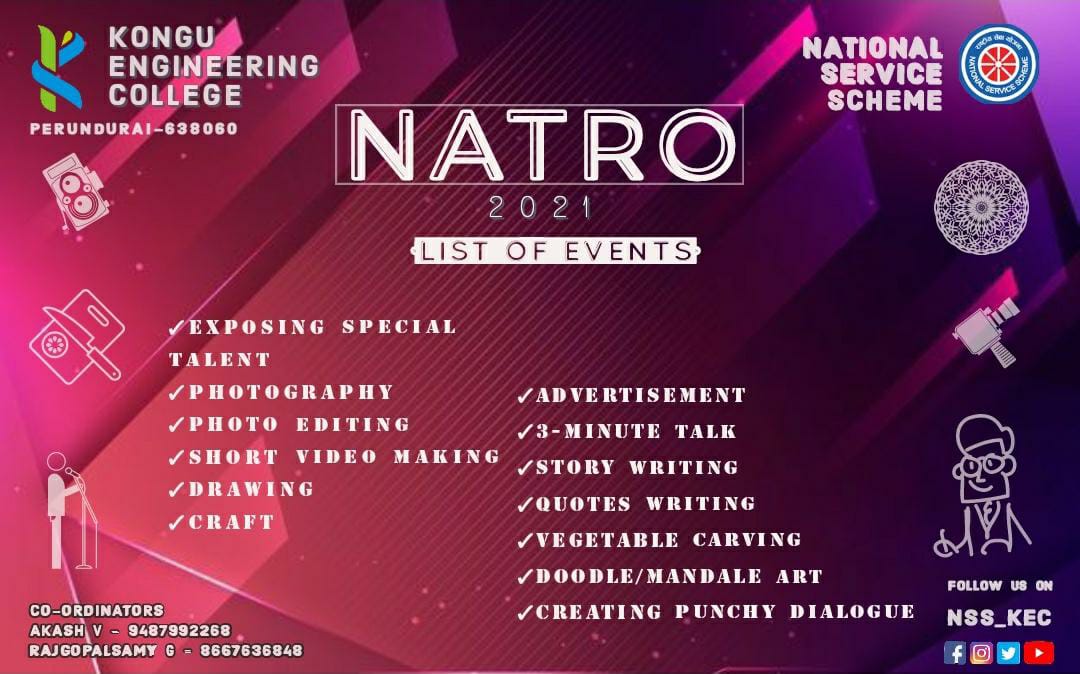 KONGU
ENGINEERING
COLLEGE
PERUNDURAI-638060
NATIONAL
SERVICE
SCHEME
राष्ट्रीय सेवा योजना
NATIONAL SERVICE SCHEME
NATRO
2021
LIST OF EVENTS
✓EXPOSING SPECIAL
TALENT
✓PHOTOGRAPHY
✓PHOTO EDITING
✓SHORT VIDEO MAKING
✓DRAWING
✓CRAFT
✓ADVERTISEMENT
✓3-MINUTE TALK
✓STORY WRITING
✓QUOTES WRITING
✓VEGETABLE CARVING
✓DOODLE/MANDALE ART
✓CREATING PUNCHY DIALOGUE
CO-ORDINATORS
AKASH V - 9487992268
RAJGOPALSAMY G - 8667636848
FOLLOW US ON
NSS_KEC